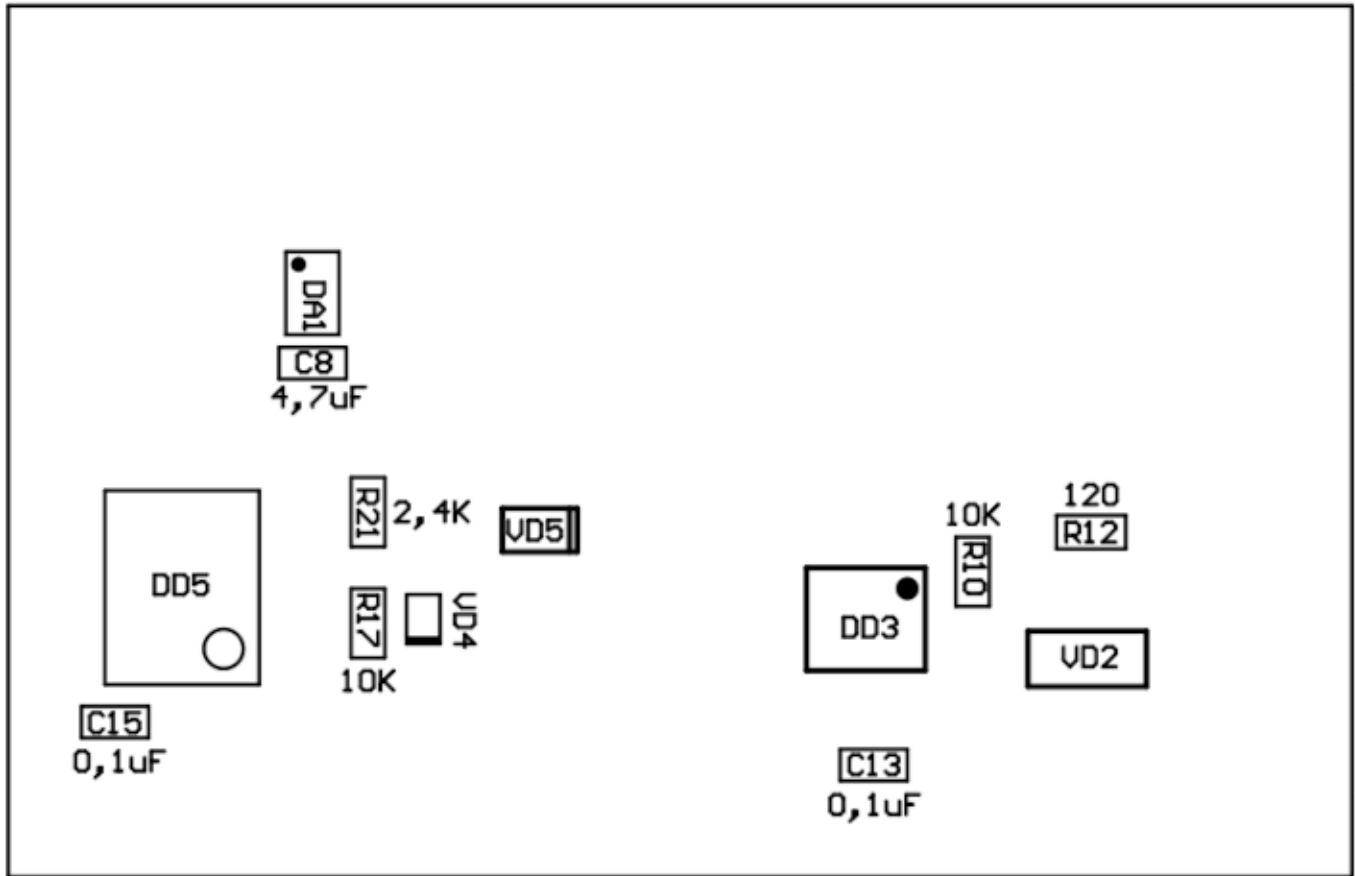 DA1
C8
4,7uF
R21
2,4K
VD5
120
R12
10K
R10
DD5
R17
VD4
10K
DD3
VD2
C15
0,1uF
C13
0,1uF